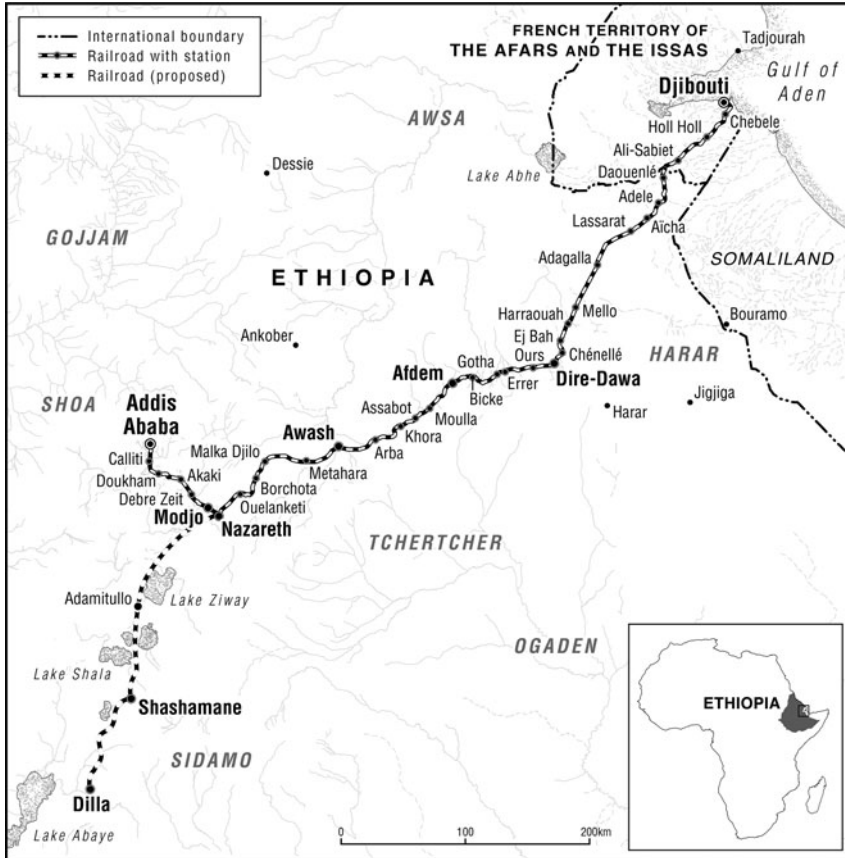 International boundary
Railroad with station
Railroad (proposed)
FRENCH TERRITORY OF
THE AFARS AND THE ISSAS
Tadjourah
Gulf of
Aden
Djibouti
Holl Holl
Chebele
AWSA
Ali-Sabiet
Dessie
Lake Abhe
Daouenlé
Adele
Lassarat
Aïcha
GOJJAM
SOMALILAND
ETHIOPIA
Adagalla
Mello
Harraouah
Bouramo
Ankober
Ej Bah
Ours
Chénellé
HARAR
Gotha
Afdem
Errer
Dire-Dawa
Bicke
SHOA
Addis
Ababa
Assabot
Moulla
Harar
Jigjiga
Awash
Khora
Calliti
Malka Djilo
Arba
Doukham
Akaki
Metahara
Debre Zeit
Borchota
Ouelanketi
Modjo
Nazareth
TCHERTCHER
Adamitullo
Lake Ziway
OGADEN
Lake Shala
Shashamane
ETHIOPIA
SIDAMO
Dilla
Lake Abaye
0
100
200km